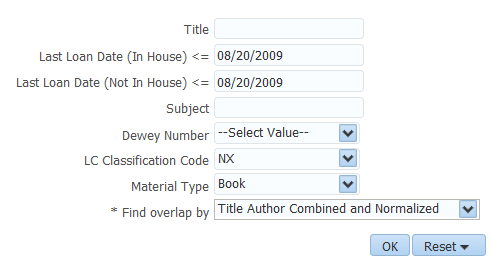 Title
Last Loan Date (In House) <= 08/20/2009
Last Loan Date (Not In House) <= 08/20/2009
Subject
Dewey Number --Select Value--
LC Classification Code NX
Material Type Book
* Find overlap by Title Author Combined and Normalized
OK Reset